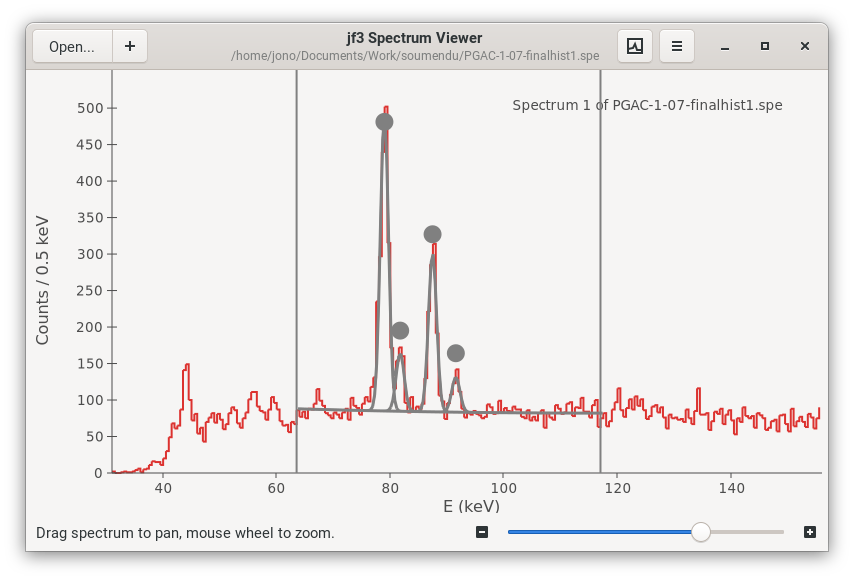 Open...
+
jf3 Spectrum Viewer
/home/jono/Documents/Work/soumendu/PGAC-1-07-finalhist1.spe
Spectrum 1 of PGAC-1-07-finalhist1.spe
500
450
400
350
300
250
200
150
100
50
0
Counts / 0.5 keV
40
60
80
100
120
140
E (keV)
Drag spectrum to pan, mouse wheel to zoom.